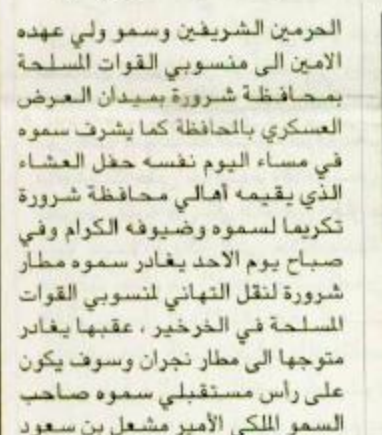 الحرمين الشريفين وسمو ولي عهده
الامين الى منسوبي القوات المسلحة
بمحافظة شرورة بميدان العرض
العسكري بالمحافظة كما يشرف سموه
في مساء اليوم نفسه حفل العشاء
الذي يقيمه أهالي محافظة شرورة
تكريما لسموه وضيوفه الكرام وفي
صباح يوم الاحد يغادر سموه مطار
شرورة لنقل التهاني لمنسوبي القوات
المسلحة في الخرخير ، عقبها يغادر
متوجها الى مطار نجران وسوف يكون
على رأس مستقبلي سموه صاحب
السمو الملكي الأمير مشعل بن سعود